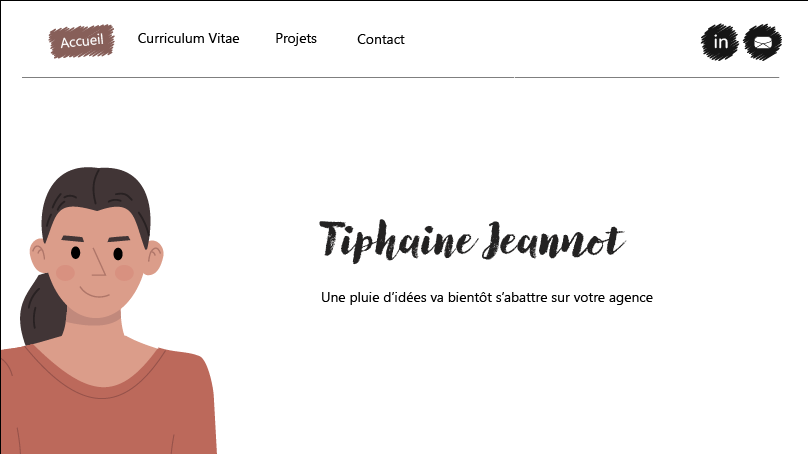 Accueil
Curriculum Vitae
Projets
Contact
in
Tiphaine Jeannot
Une pluie d’idées va bientôt s’abattre sur votre agence